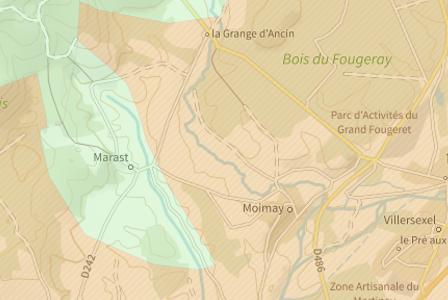 la Grange d'Ancin
Bois du Fougeray
is
Parc d'Activités du
Grand Fougeret
Marast
Moimay
Villersexel
le Pré aux
D242
D486
Zone Artisanale du